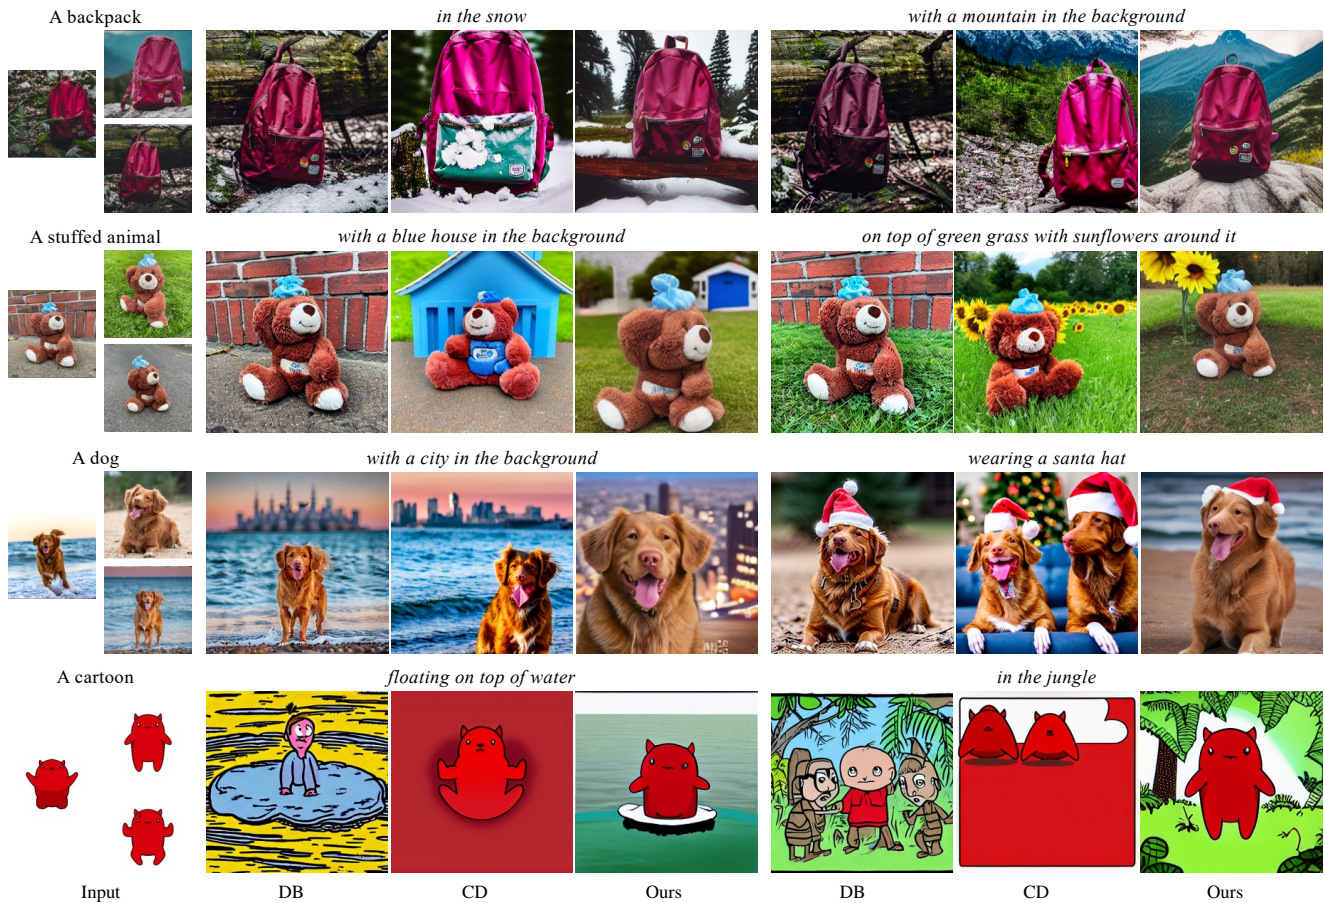 A backpack
in the snow
with a mountain in the background
A stuffed animal
with a blue house in the background
on top of green grass with sunflowers around it
A dog
with a city in the background
wearing a santa hat
A cartoon
floating on top of water
in the jungle
Input
DB
CD
Ours
DB
CD
Ours